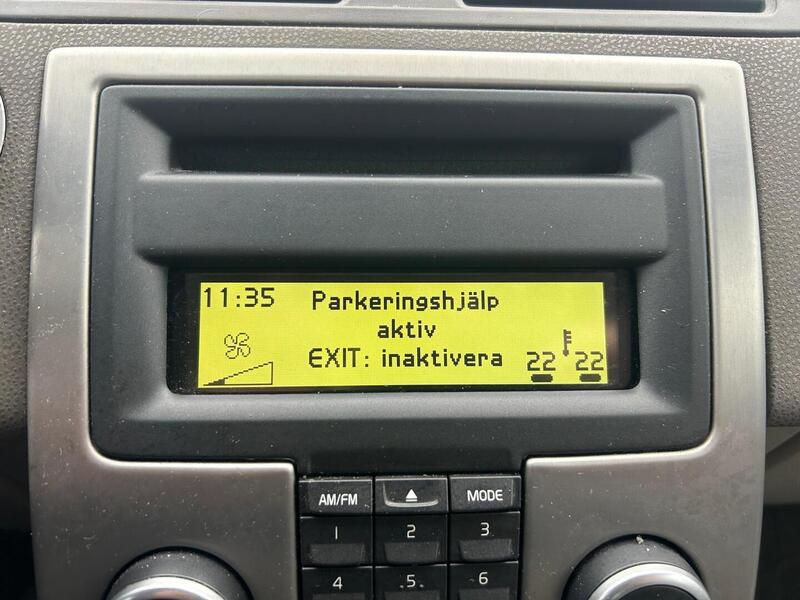 11:35
Parkeringshjälp
aktiv
EXIT: inaktivera
22 22
AM/FM MODE
1 2 3
4 5 6